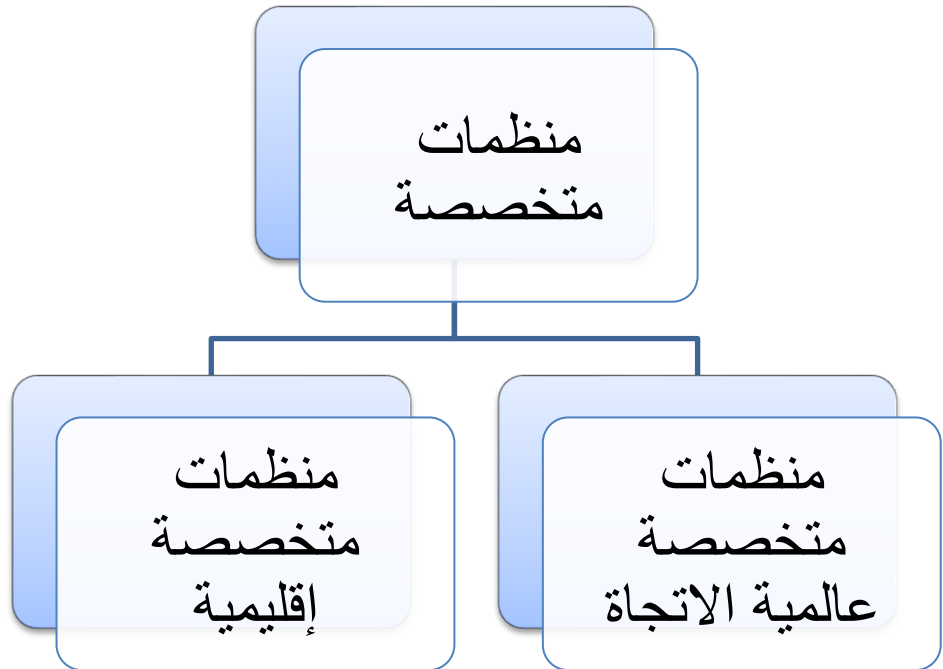 منظمات
متخصصة
منظمات
متخصصة
عالمية الاتجاة
منظمات
متخصصة
إقليمية